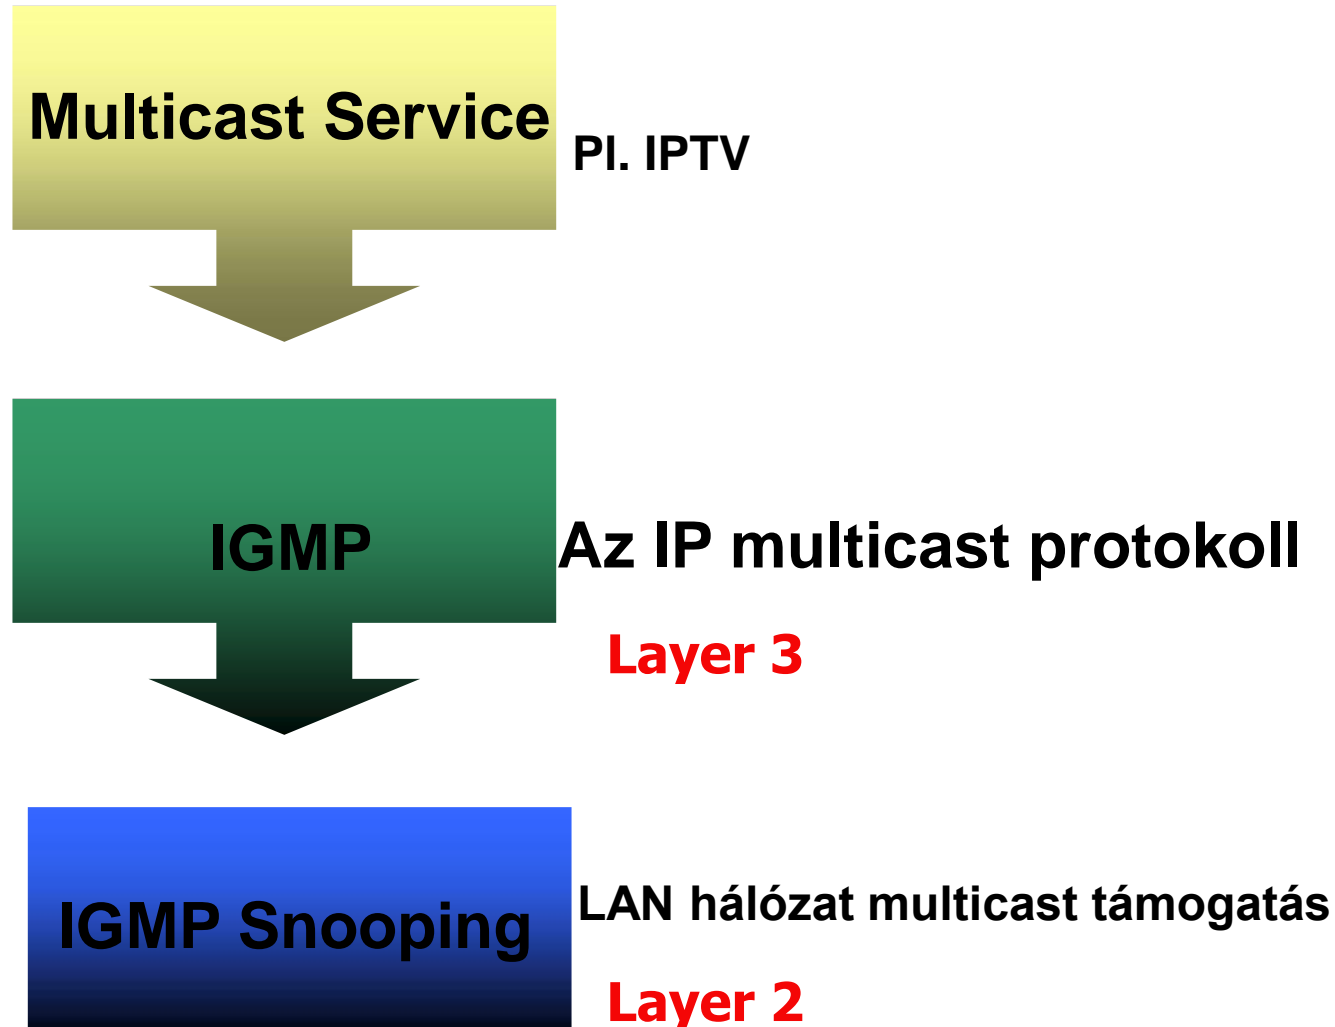 Multicast Service
Pl. IPTV
IGMP
Az IP multicast protokoll
Layer 3
IGMP Snooping
LAN hálózat multicast támogatás
Layer 2